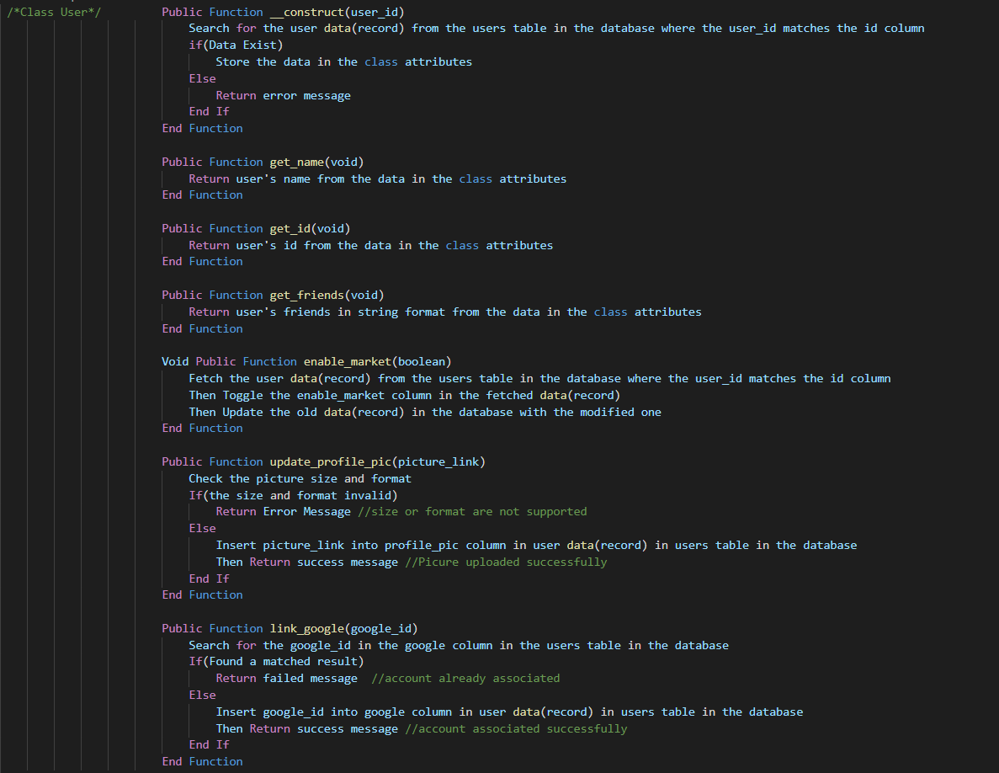 /*Class User*/ Public Function __construct(user_id)
Search for the user data(record) from the users table in the database where the user_id matches the id column
if(Data Exist)
Store the data in the class attributes
Else
Return error message
End If
End Function
Public Function get_name(void)
Return user's name from the data in the class attributes
End Function
Public Function get_id(void)
Return user's id from the data in the class attributes
End Function
Public Function get_friends(void)
Return user's friends in string format from the data in the class attributes
End Function
Void Public Function enable_market(boolean)
Fetch the user data(record) from the users table in the database where the user_id matches the id column
Then Toggle the enable_market column in the fetched data(record)
Then Update the old data(record) in the database with the modified one
End Function
Public Function update_profile_pic(picture_link)
Check the picture size and format
If(the size and format invalid)
Return Error Message //size or format are not supported
Else
Insert picture_link into profile_pic column in user data(record) in users table in the database
Then Return success message //Picure uploaded successfully
End If
End Function
Public Function link_google(google_id)
Search for the google_id in the google column in the users table in the database
If(Found a matched result)
Return failed message //account already associated
Else
Insert google_id into google column in user data(record) in users table in the database
Then Return success message //account associated successfully
End If
End Function